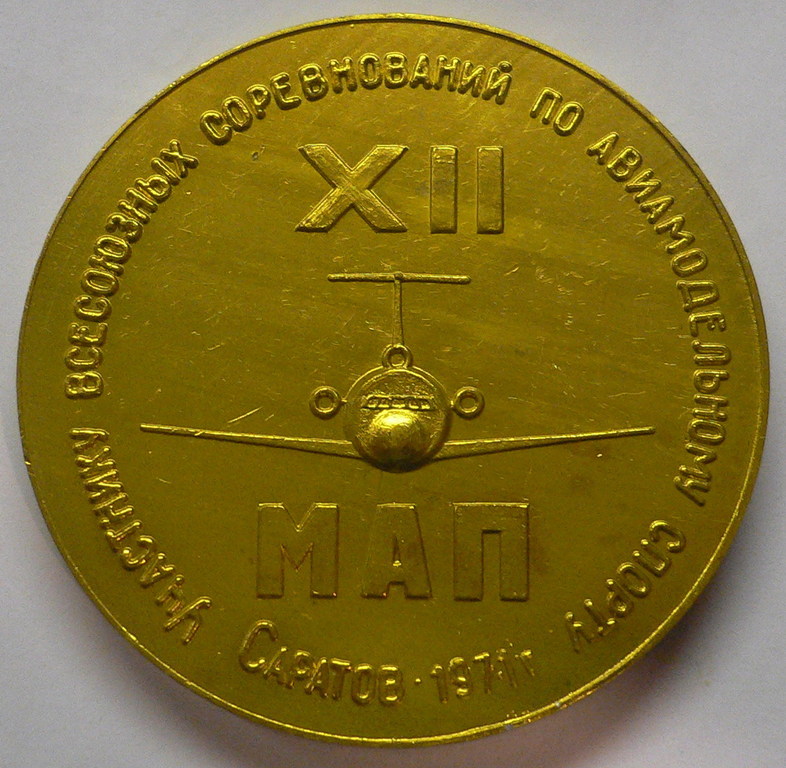 УЧАСТНИКУ ВСЕСОЮЗНЫХ СОРЕВНОВАНИЙ ПО АВИАМОДЕЛЬНОМУ СПОРТУ
XII
МАП
САРАТОВ · 1971г